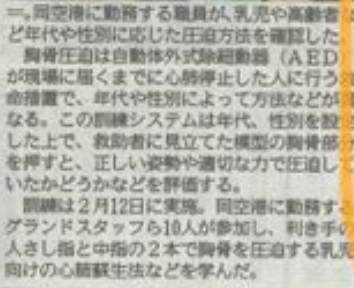 一。同空港に勤務する職員が、乳児や高齢者な
ど年代や性別に応じた圧迫方法を確認した
胸骨圧迫は自動体外式除細動器（ＡＥＤ
が現場に届くまでに心肺停止した人に行う
命措置で、年代や性別によって方法などが
なる。この訓練システムは年代、性別を設
した上で、救助者に見立てた模型の胸骨部
を押すと、正しい姿勢や適切な力で圧迫して
いたかどうかなどを評価する。
訓練は２月12日に実施。同空港に勤務する
グランドスタッフら10人が参加し、利き手の
人さし指と中指の２本で胸骨を圧迫する乳児
向けの心肺蘇生法などを学んだ。